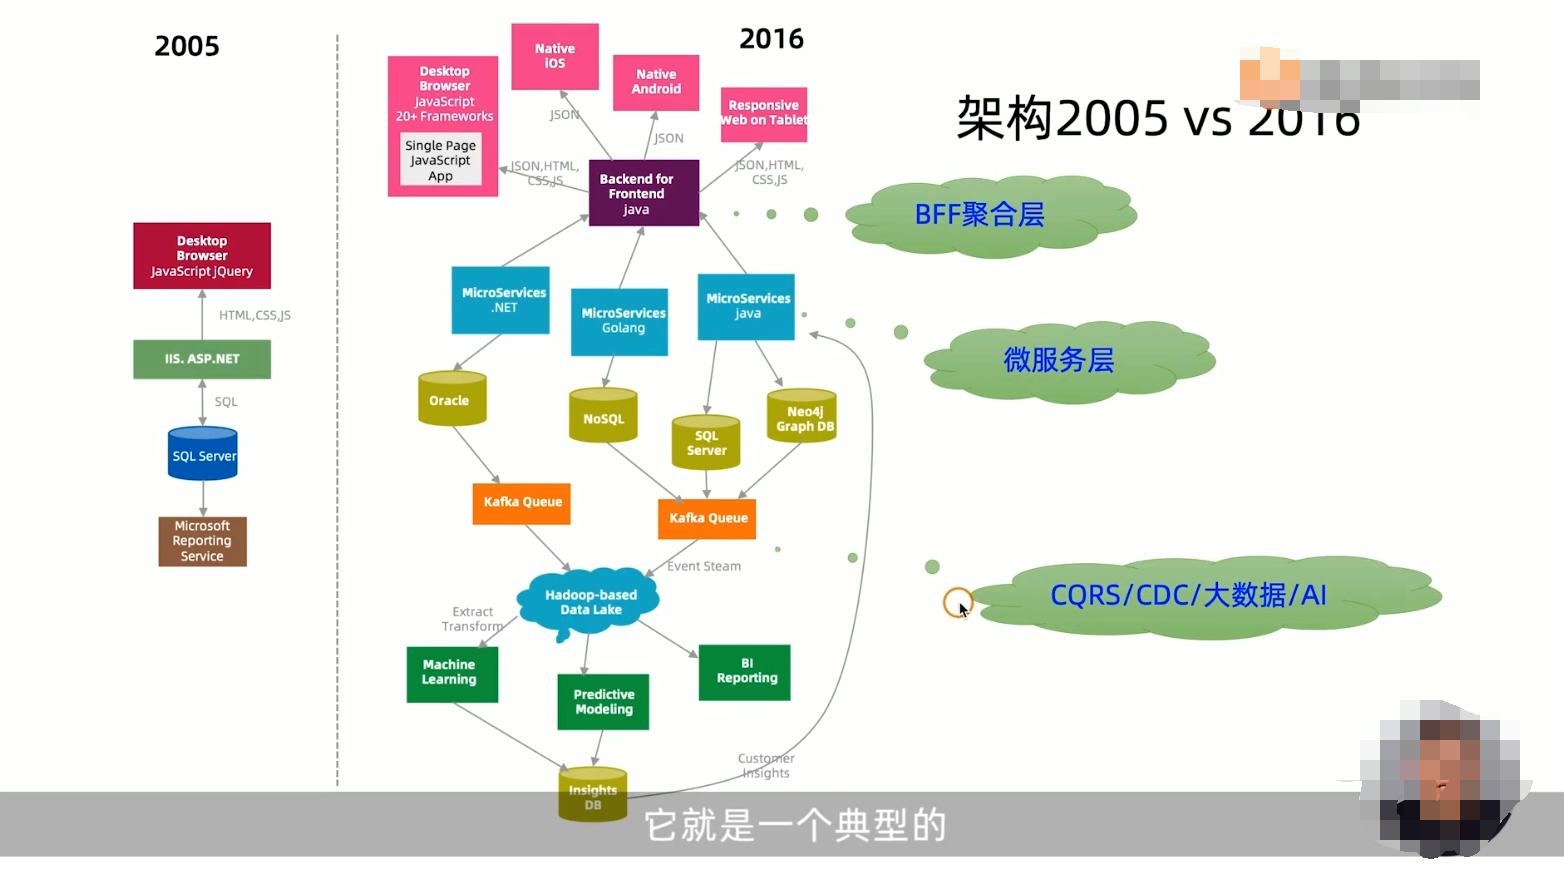 2005
2016
架构2005 vs 2016
Native
iOS
Native
Android
Desktop
Browser
JavaScript
20+ Frameworks
Single Page
JavaScript
App
Responsive
Web on Tablet
JSON
JSON
JSON,HTML,
CSS,JS
JSON,HTML,
CSS,JS
Backend for
Frontend
java
BFF聚合层
Desktop
Browser
JavaScript jQuery
HTML,CSS,JS
IIS. ASP.NET
SQL
SQL Server
Microsoft
Reporting
Service
MicroServices
.NET
MicroServices
Golang
MicroServices
java
微服务层
Oracle
NoSQL
SQL
Server
Neo4j
Graph DB
Kafka Queue
Kafka Queue
Event Steam
Hadoop-based
Data Lake
CQRS/CDC/大数据/AI
Extract
Transform
Machine
Learning
Predictive
Modeling
BI
Reporting
Customer
Insights
Insights
DB
它就是一个典型的